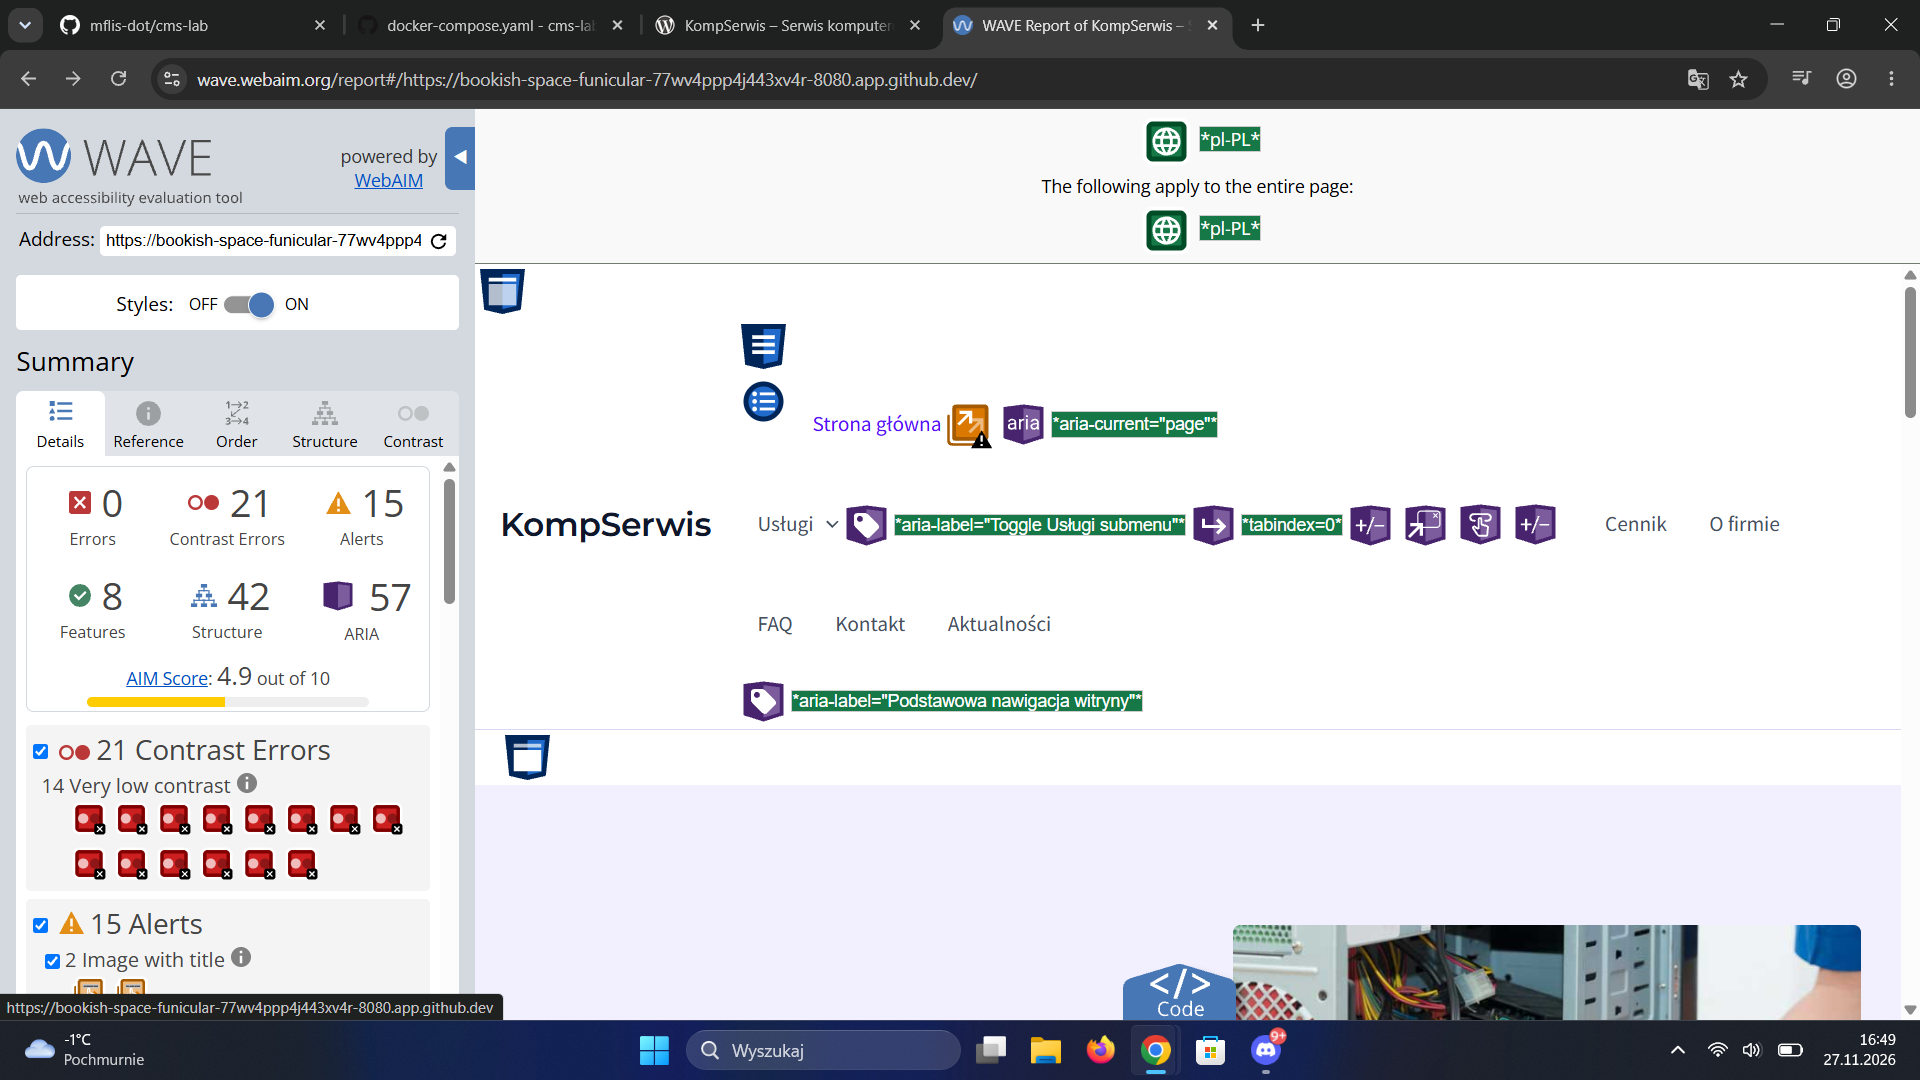 mflis-dot/cms-lab
docker-compose.yaml - cms-lab
KompSerwis – Serwis komputer
WAVE Report of KompSerwis – S
wave.webaim.org/report#/https://bookish-space-funicular-77wv4ppp4j443xv4r-8080.app.github.dev/
WAVE
web accessibility evaluation tool
powered by
WebAIM
Address: https://bookish-space-funicular-77wv4ppp4
Styles: OFF ON
Summary
Details Reference Order Structure Contrast
1→2
3→4
0 21 15
Errors Contrast Errors Alerts
8 42 57
Features Structure ARIA
AIM Score: 4.9 out of 10
21 Contrast Errors
14 Very low contrast
15 Alerts
2 Image with title
https://bookish-space-funicular-77wv4ppp4j443xv4r-8080.app.github.dev
*pl-PL*
The following apply to the entire page:
*pl-PL*
Strona główna aria *aria-current="page"*
KompSerwis Usługi *aria-label="Toggle Usługi submenu"* *tabindex=0* +/− +/− Cennik O firmie
FAQ Kontakt Aktualności
*aria-label="Podstawowa nawigacja witryny"*
</>
Code
-1°C
Pochmurnie
Wyszukaj
9+
16:49
27.11.2026